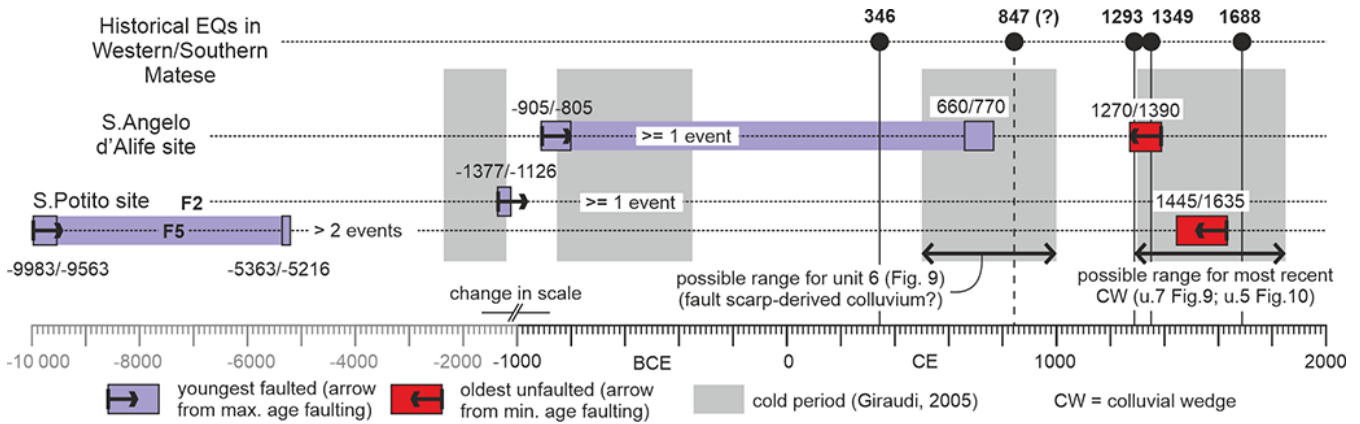 Historical EQs in
Western/Southern
Matese
346
847 (?)
1293
1349
1688
S.Angelo
d'Alife site
-905/-805
>= 1 event
660/770
1270/1390
-1377/-1126
S.Potito site
F2
>= 1 event
1445/1635
F5
> 2 events
-9983/-9563
-5363/-5216
possible range for unit 6 (Fig. 9)
(fault scarp-derived colluvium?)
possible range for most recent
CW (u.7 Fig.9; u.5 Fig.10)
change in scale
-10 000
-8000
-6000
-4000
-2000
-1000
BCE
0
CE
1000
2000
youngest faulted (arrow
from max. age faulting)
oldest unfaulted (arrow
from min. age faulting)
cold period (Giraudi, 2005)
CW = colluvial wedge